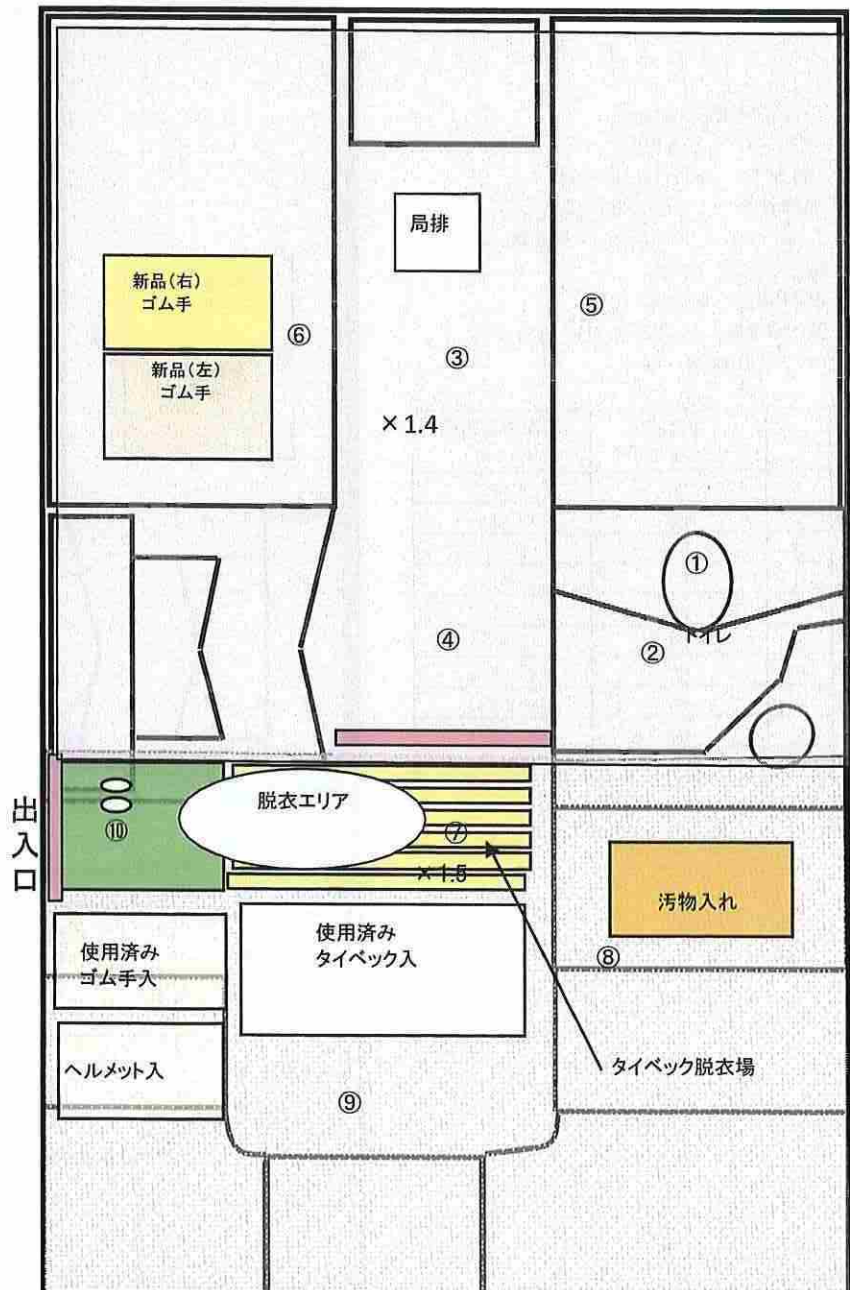 局排
新品(右)
ゴム手
⑥
⑤
新品(左)
ゴム手
③
×1.4
①
トイレ
④
②
出入口
脱衣エリア
⑩
⑦
×1.5
汚物入れ
使用済み
ゴム手入
使用済み
タイベック入
⑧
ヘルメット入
タイベック脱衣場
⑨